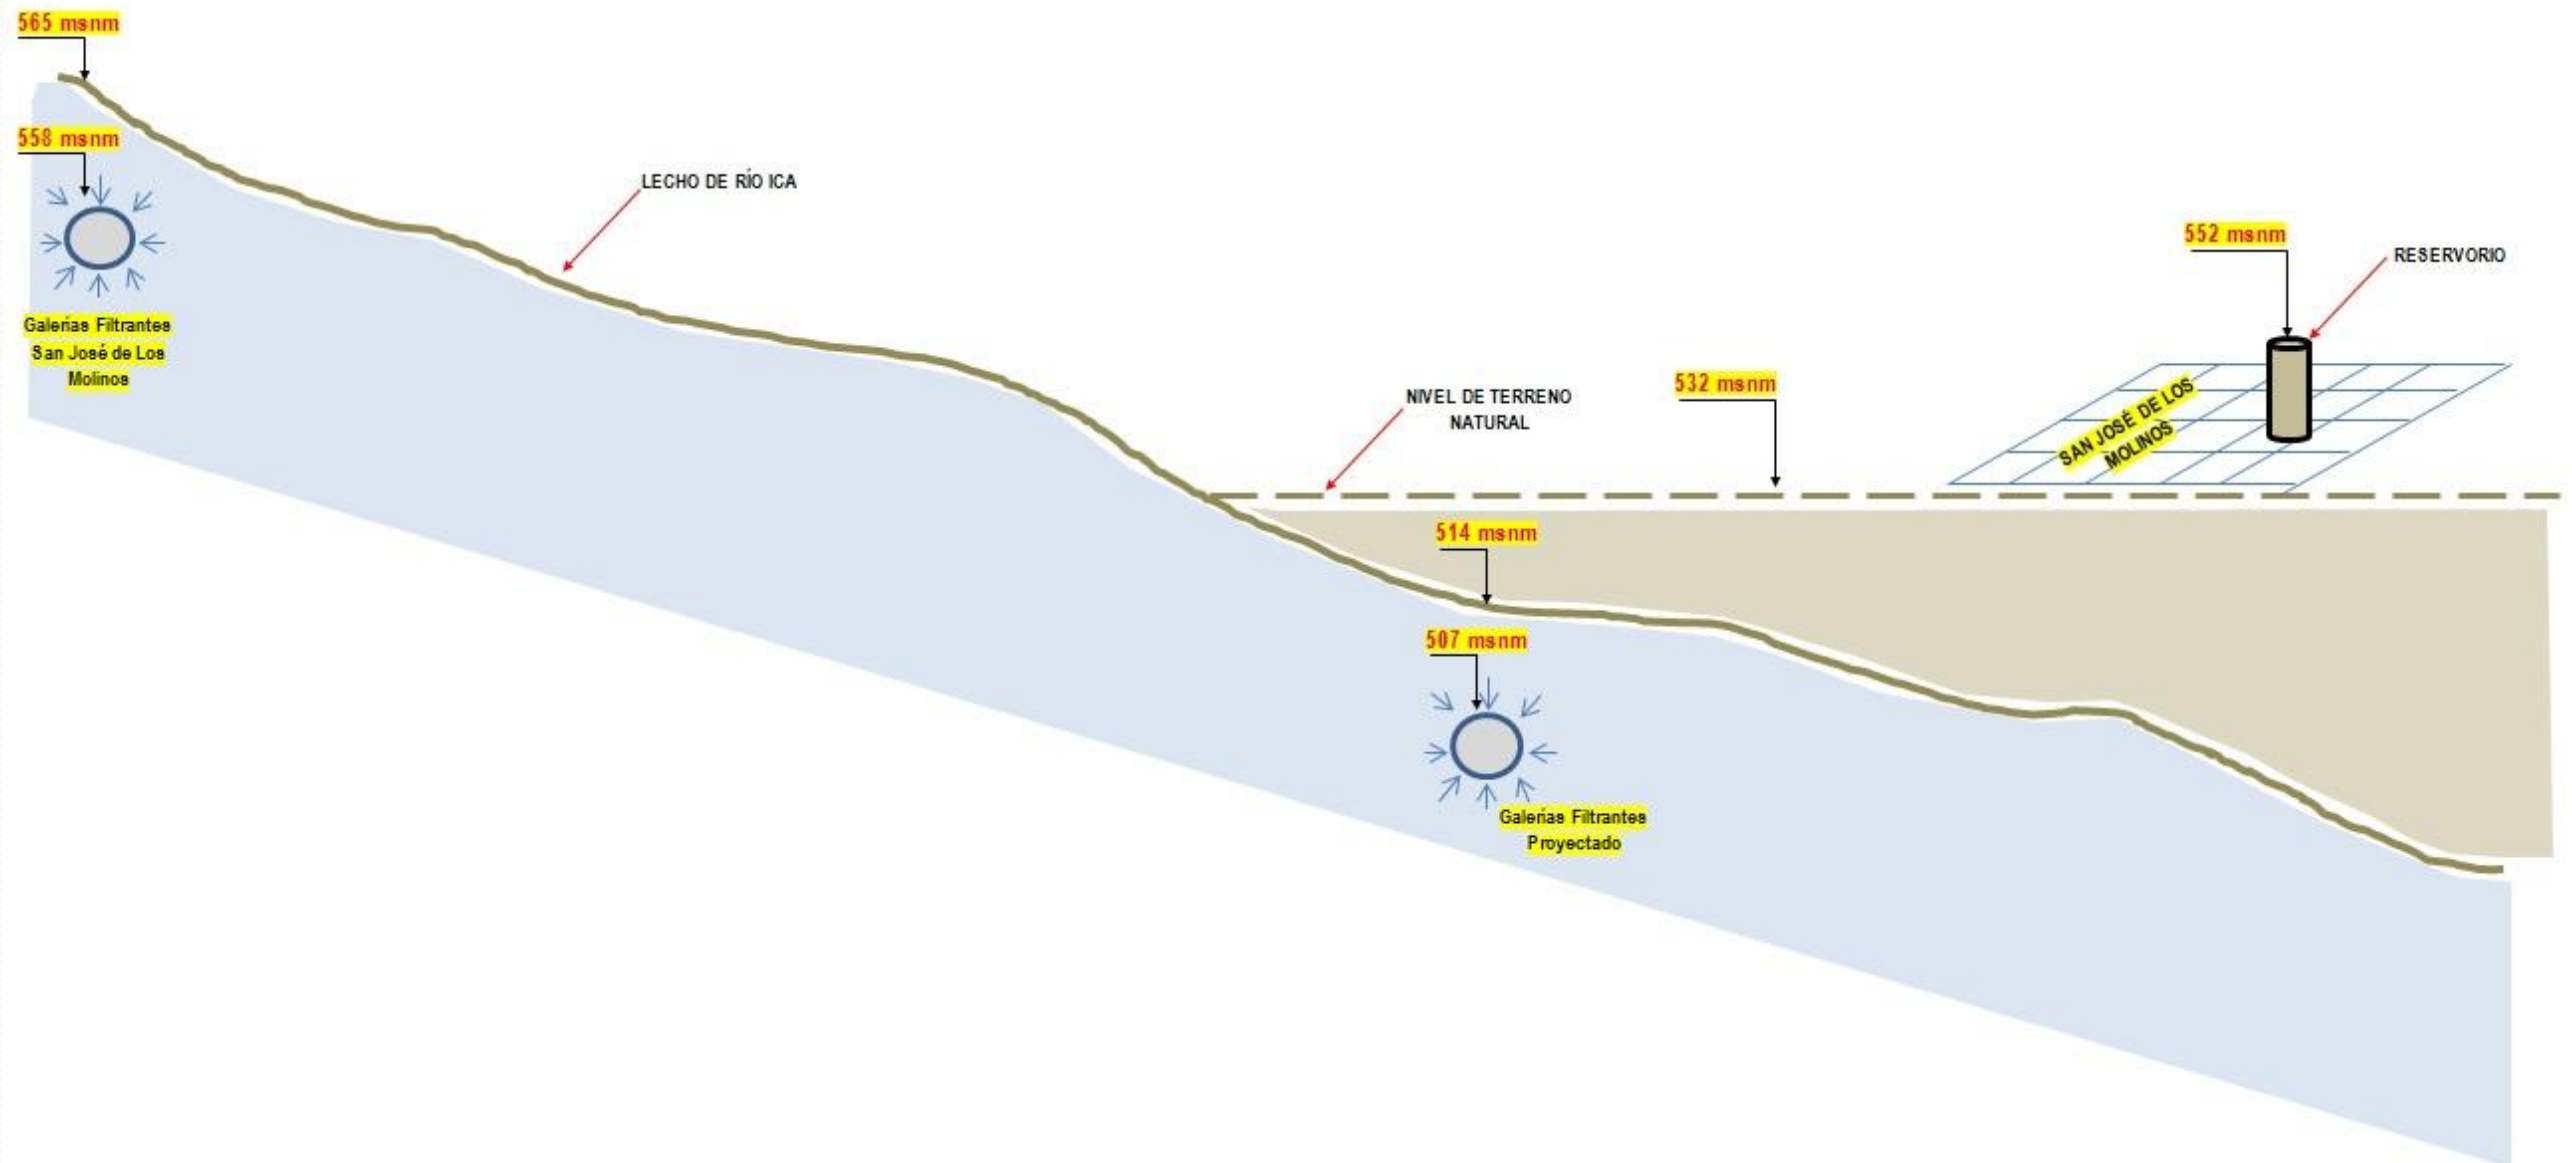 565 msnm
558 msnm
Galerías Filtrantes
San José de Los
Molinos
LECHO DE RÍO ICA
NIVEL DE TERRENO
NATURAL
532 msnm
552 msnm
RESERVORIO
SAN JOSÉ DE LOS
MOLINOS
514 msnm
507 msnm
Galerías Filtrantes
Proyectado